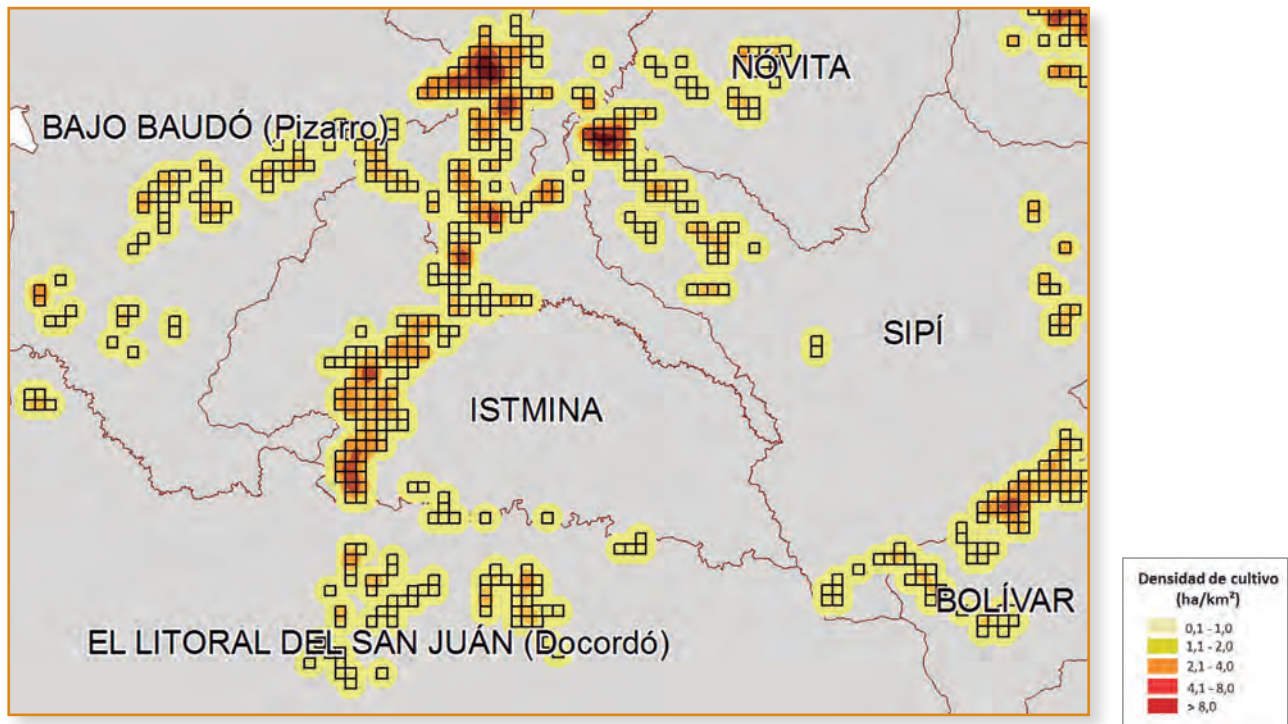 NÓVITA
BAJO BAUDÓ (Pizarro)
SIPÍ
ISTMINA
BOLÍVAR
EL LITORAL DEL SAN JUÁN (Docordó)
Densidad de cultivo
(ha/km²)
0,1 - 1,0
1,1 - 2,0
2,1 - 4,0
4,1 - 8,0
> 8,0